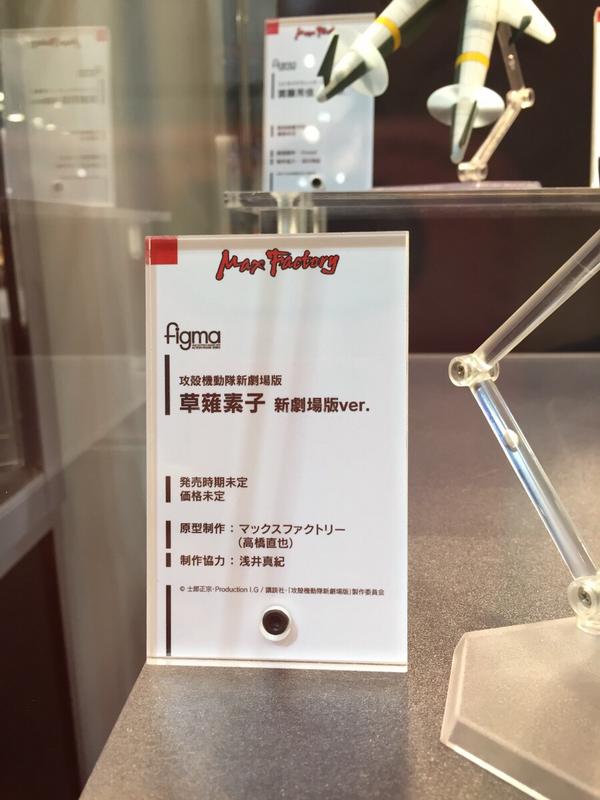 Max Factory
figma
攻殻機動隊新劇場版
草薙素子 新劇場版ver.
発売時期未定
価格未定
原型制作：マックスファクトリー
（高橋直也）
制作協力：浅井真紀
© 士郎正宗・Production I.G / 講談社・「攻殻機動隊新劇場版」製作委員会